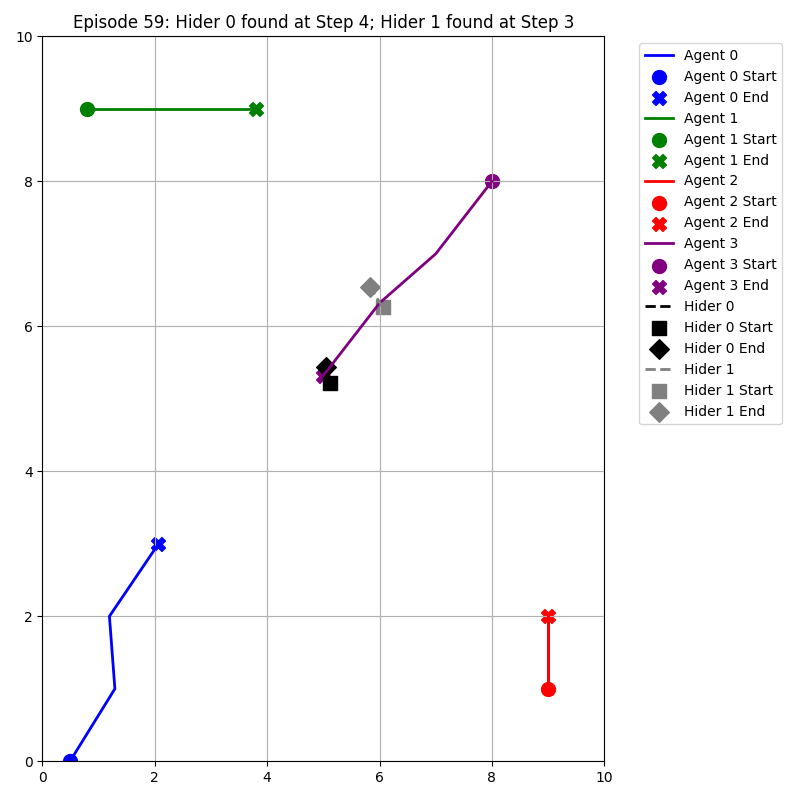 Episode 59: Hider 0 found at Step 4; Hider 1 found at Step 3
10
8
6
4
2
0
0 2 4 6 8 10
Agent 0
Agent 0 Start
Agent 0 End
Agent 1
Agent 1 Start
Agent 1 End
Agent 2
Agent 2 Start
Agent 2 End
Agent 3
Agent 3 Start
Agent 3 End
Hider 0
Hider 0 Start
Hider 0 End
Hider 1
Hider 1 Start
Hider 1 End